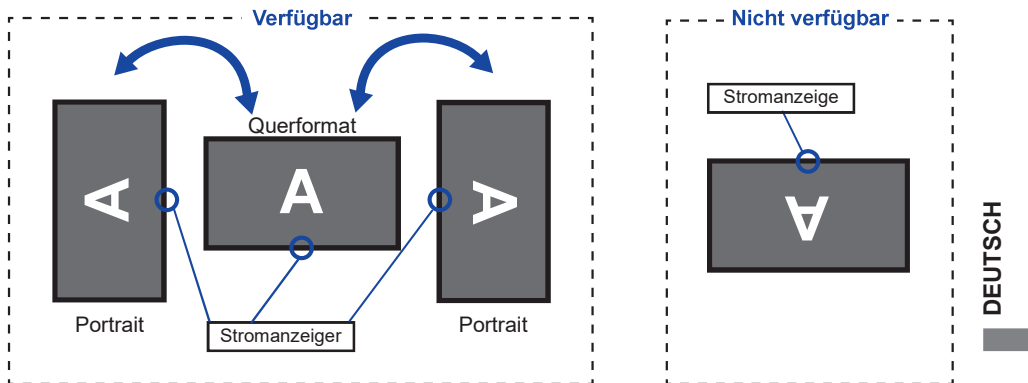 Verfügbar
Querformat
A
A
A
Portrait
Stromanzeiger
Portrait
Nicht verfügbar
Stromanzeige
A
DEUTSCH